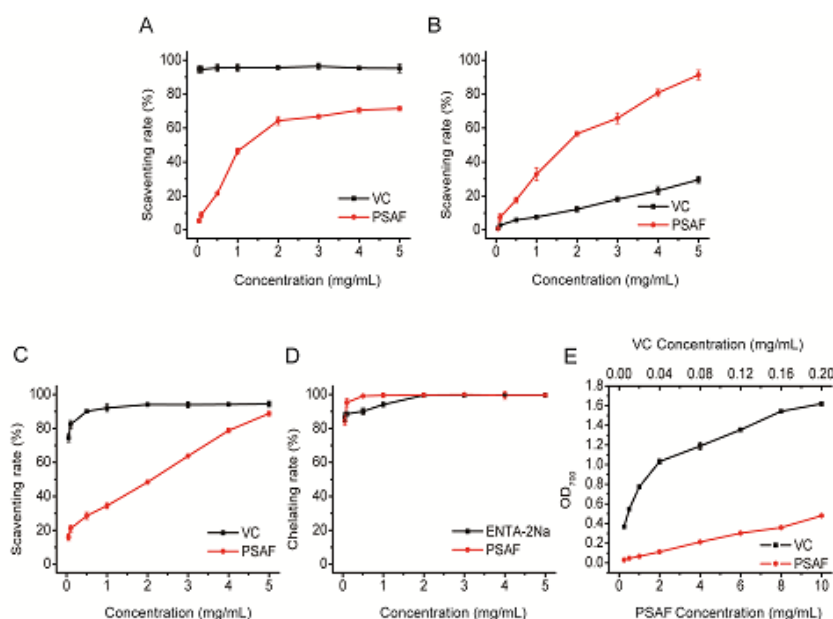 A
Scaventing rate (%)
100
80
60
40
20
0
VC
PSAF
0 1 2 3 4 5
Concentration (mg/mL)
B
Scavening rate (%)
100
80
60
40
20
0
VC
PSAF
0 1 2 3 4 5
Concentration (mg/mL)
C
Scaventing rate (%)
100
80
60
40
20
0
VC
PSAF
0 1 2 3 4 5
Concentration (mg/mL)
D
Chelating rate (%)
100
80
60
40
20
0
ENTA-2Na
PSAF
0 1 2 3 4 5
Concentration (mg/mL)
E
VC Concentration (mg/mL)
0.00 0.04 0.08 0.12 0.16 0.20
OD700
1.8
1.6
1.4
1.2
1.0
0.8
0.6
0.4
0.2
0.0
VC
PSAF
0 2 4 6 8 10
PSAF Concentration (mg/mL)